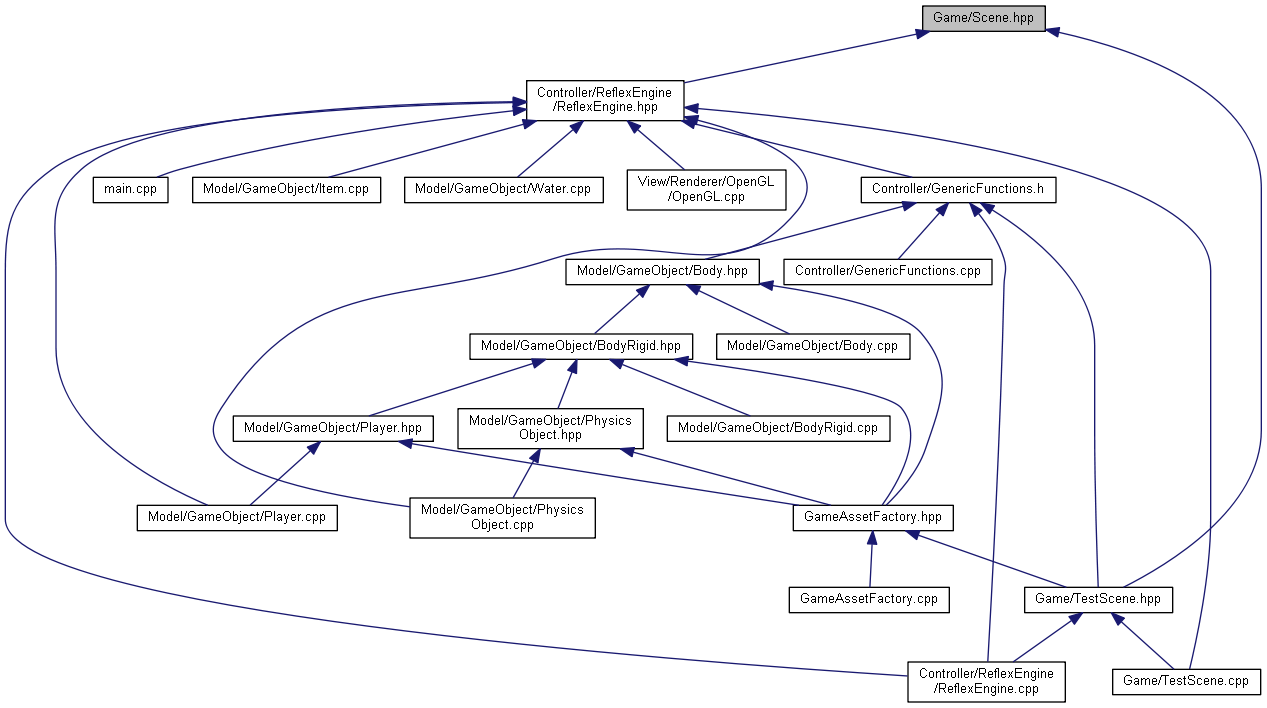 Game/Scene.hpp
Controller/ReflexEngine
/ReflexEngine.hpp
main.cpp
Model/GameObject/Item.cpp
Model/GameObject/Water.cpp
View/Renderer/OpenGL
/OpenGL.cpp
Controller/GenericFunctions.h
Model/GameObject/Body.hpp
Controller/GenericFunctions.cpp
Model/GameObject/BodyRigid.hpp
Model/GameObject/Body.cpp
Model/GameObject/Player.hpp
Model/GameObject/Physics
Object.hpp
Model/GameObject/BodyRigid.cpp
Model/GameObject/Player.cpp
Model/GameObject/Physics
Object.cpp
GameAssetFactory.hpp
GameAssetFactory.cpp
Game/TestScene.hpp
Controller/ReflexEngine
/ReflexEngine.cpp
Game/TestScene.cpp